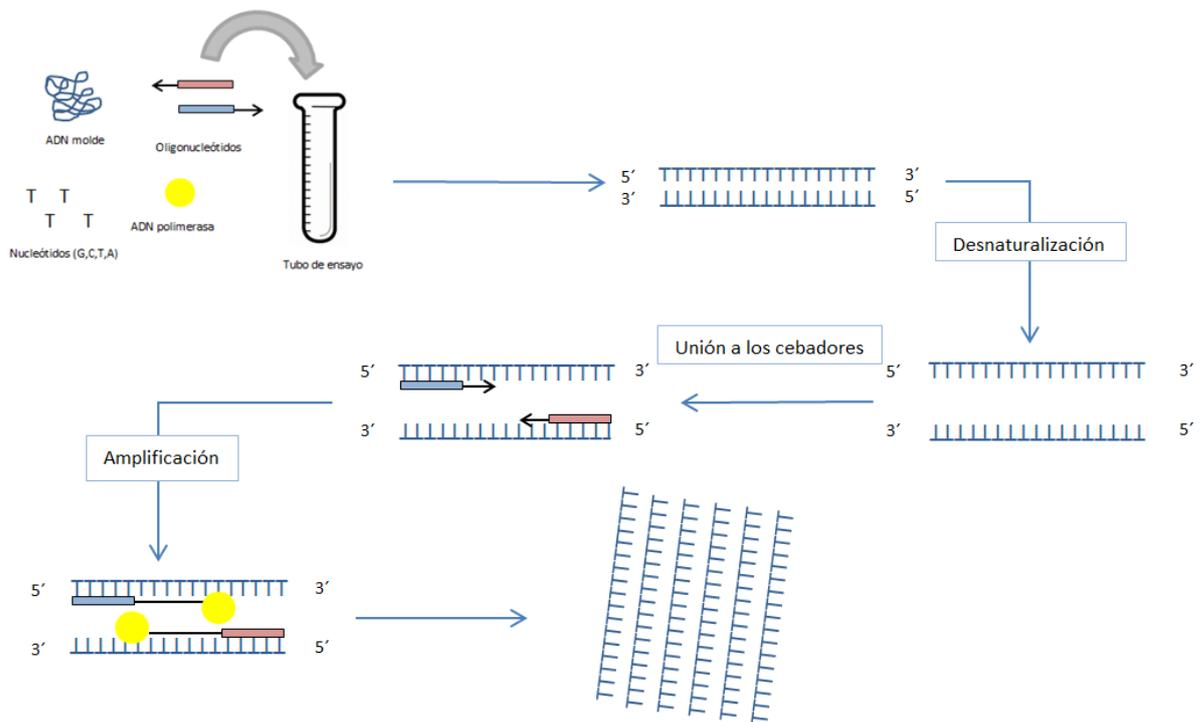 ADN molde
Oligonucleótidos
T T
T T
ADN polimerasa
Nucleótidos (G,C,T,A)
Tubo de ensayo
5´ 3´
3´ 5´
Desnaturalización
Unión a los cebadores
5´ 3´
3´ 5´
5´ 3´
3´ 5´
Amplificación
5´ 3´
3´ 5´